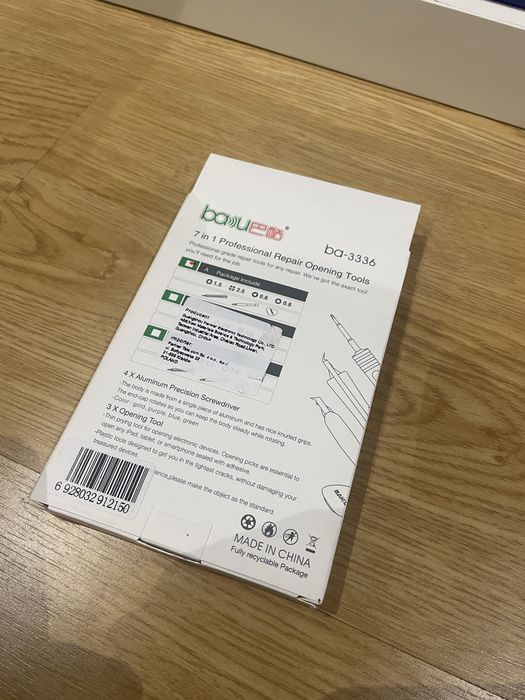 baku巴酷®
ba-3336
7 in 1 Professional Repair Opening Tools
Professional grade repair tools for any repair. We've got the exact tool
you'll need for the job.
A Package Include
1.5 2.5 0.6 0.8
Producent
Guangzhou
Guangzhou, CHINA
Importer
POLAND
4 X Aluminum Precision Screwdriver
-The body is made from a single piece of aluminum and has nice knurled grips.
The end-cap rotates so you can keep the body steady while rotating
-Color: gold, purple, blue, green
3 X Opening Tool
-Thin prying tool for opening electronic devices. Opening picks are essential to
open any iPad, tablet, or smartphone sealed with adhesive.
-Plastic tools designed to get you in the tightest cracks, without damaging your
treasured devices.
please make the object as the standard.
6 928032 912150
MADE IN CHINA
Fully recyclable Package